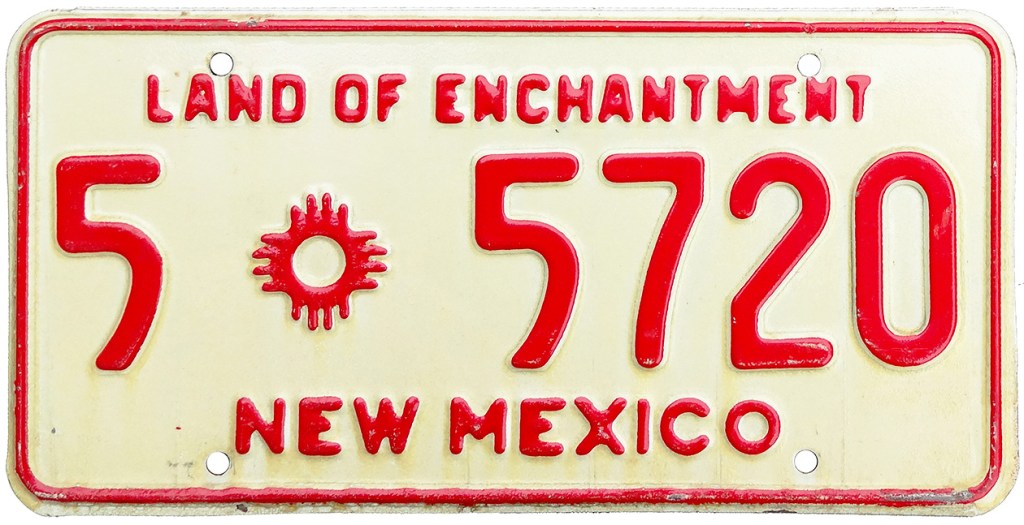 LAND OF ENCHANTMENT
5 5720
NEW MEXICO